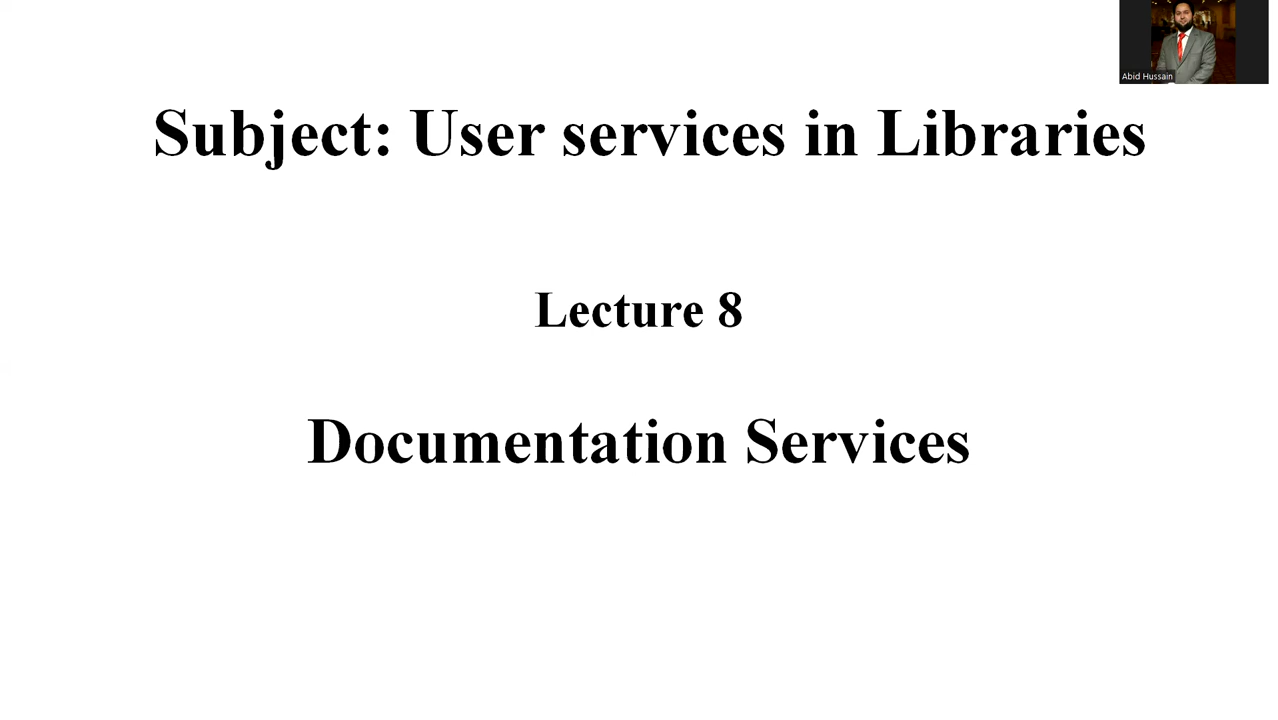 Abid Hussain
Subject: User services in Libraries
Lecture 8
Documentation Services